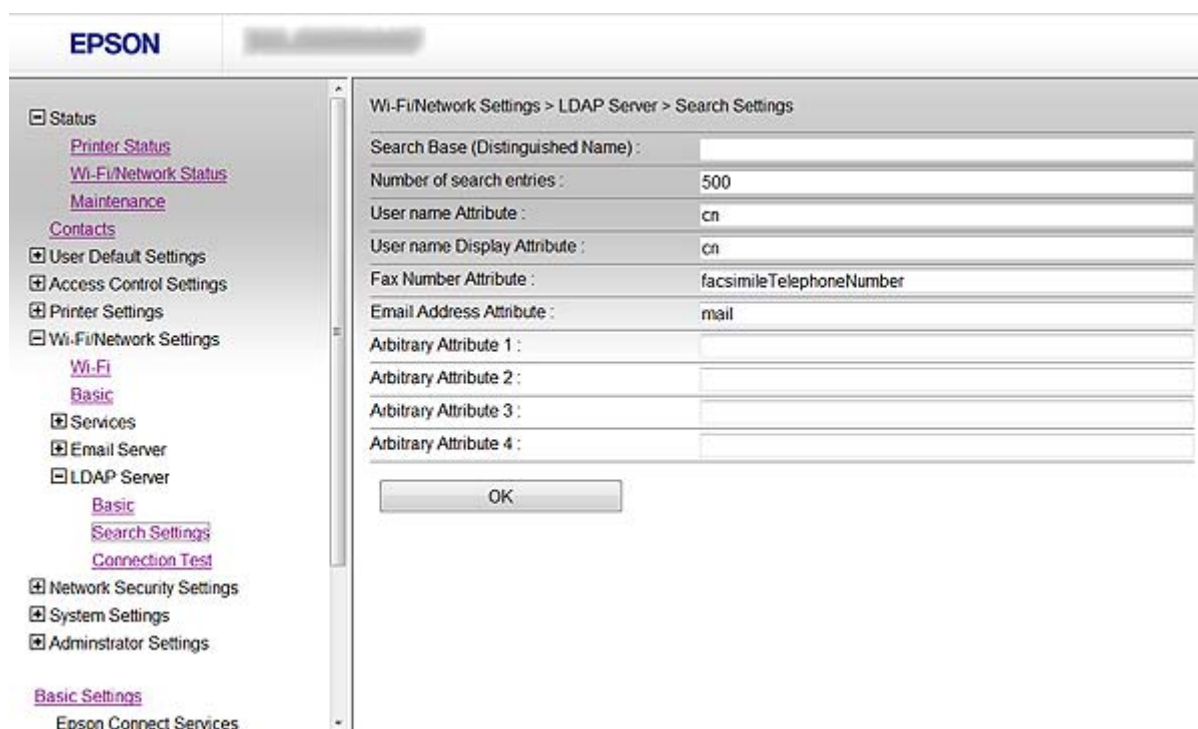 EPSON
Status
Printer Status
Wi-Fi/Network Status
Maintenance
Contacts
User Default Settings
Access Control Settings
Printer Settings
Wi-Fi/Network Settings
Wi-Fi
Basic
Services
Email Server
LDAP Server
Basic
Search Settings
Connection Test
Network Security Settings
System Settings
Adminstrator Settings
Basic Settings
Epson Connect Services
Wi-Fi/Network Settings > LDAP Server > Search Settings
Search Base (Distinguished Name) :
Number of search entries : 500
User name Attribute : cn
User name Display Attribute : cn
Fax Number Attribute : facsimileTelephoneNumber
Email Address Attribute : mail
Arbitrary Attribute 1 :
Arbitrary Attribute 2 :
Arbitrary Attribute 3 :
Arbitrary Attribute 4 :
OK